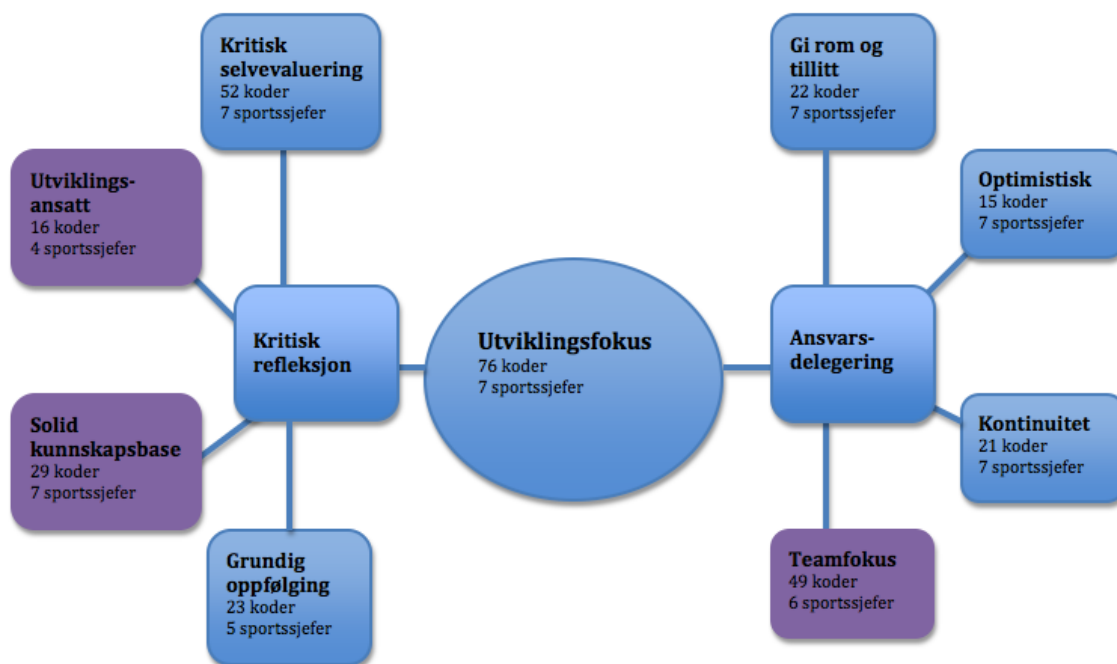 Kritisk
selvevaluering
52 koder
7 sportssjefer
Gi rom og
tillitt
22 koder
7 sportssjefer
Utviklings-
ansatt
16 koder
4 sportssjefer
Optimistisk
15 koder
7 sportssjefer
Kritisk
refleksjon
Utviklingsfokus
76 koder
7 sportssjefer
Ansvars-
delegering
Solid
kunnskapsbase
29 koder
7 sportssjefer
Kontinuitet
21 koder
7 sportssjefer
Grundig
oppfølging
23 koder
5 sportssjefer
Teamfokus
49 koder
6 sportssjefer